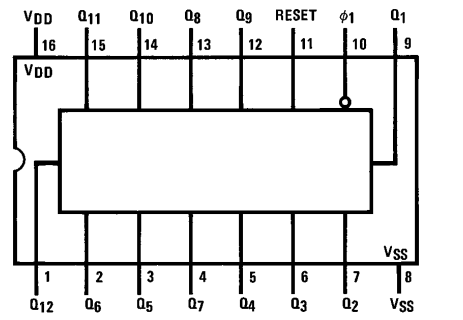 VDD Q11 Q10 Q8 Q9 RESET ϕ1 Q1
16 15 14 13 12 11 10 9
VDD
VSS
1 2 3 4 5 6 7 8
Q12 Q6 Q5 Q7 Q4 Q3 Q2 VSS